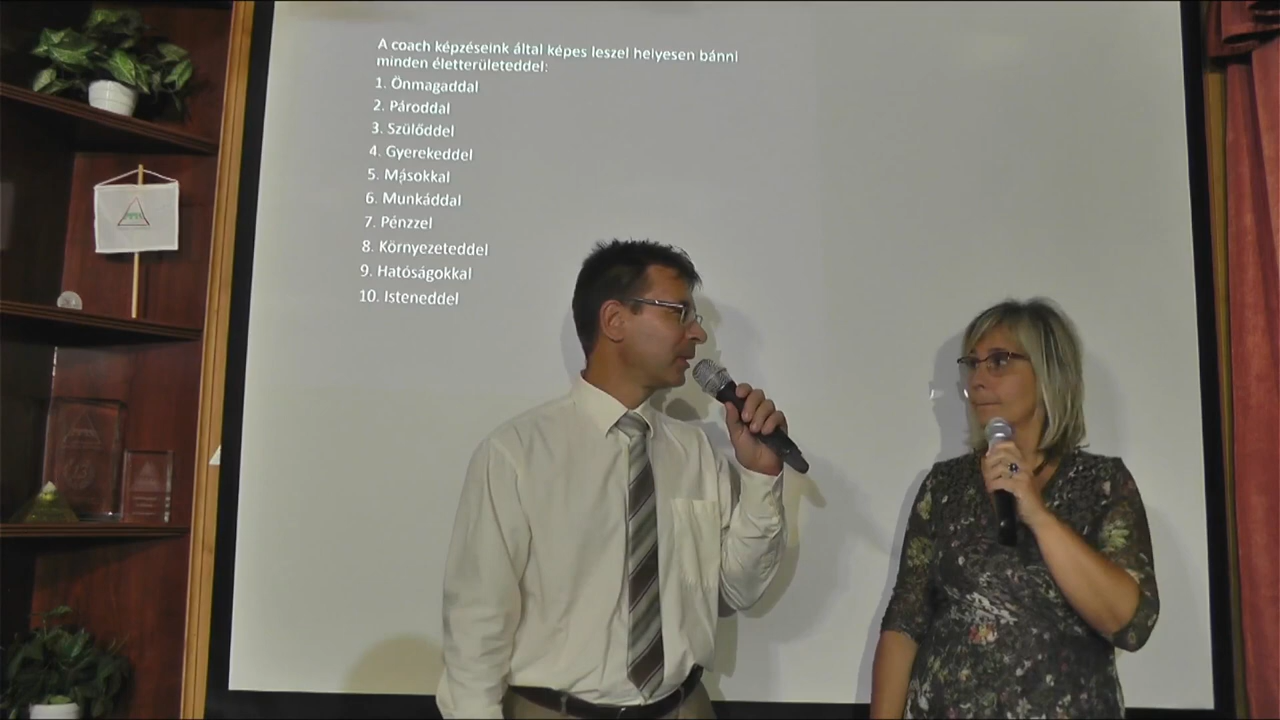 A coach képzéseink által képes leszel helyesen bánni
minden életterületeddel:
1. Önmagaddal
2. Pároddal
3. Szülőddel
4. Gyerekeddel
5. Másokkal
6. Munkáddal
7. Pénzzel
8. Környezeteddel
9. Hatóságokkal
10. Isteneddel